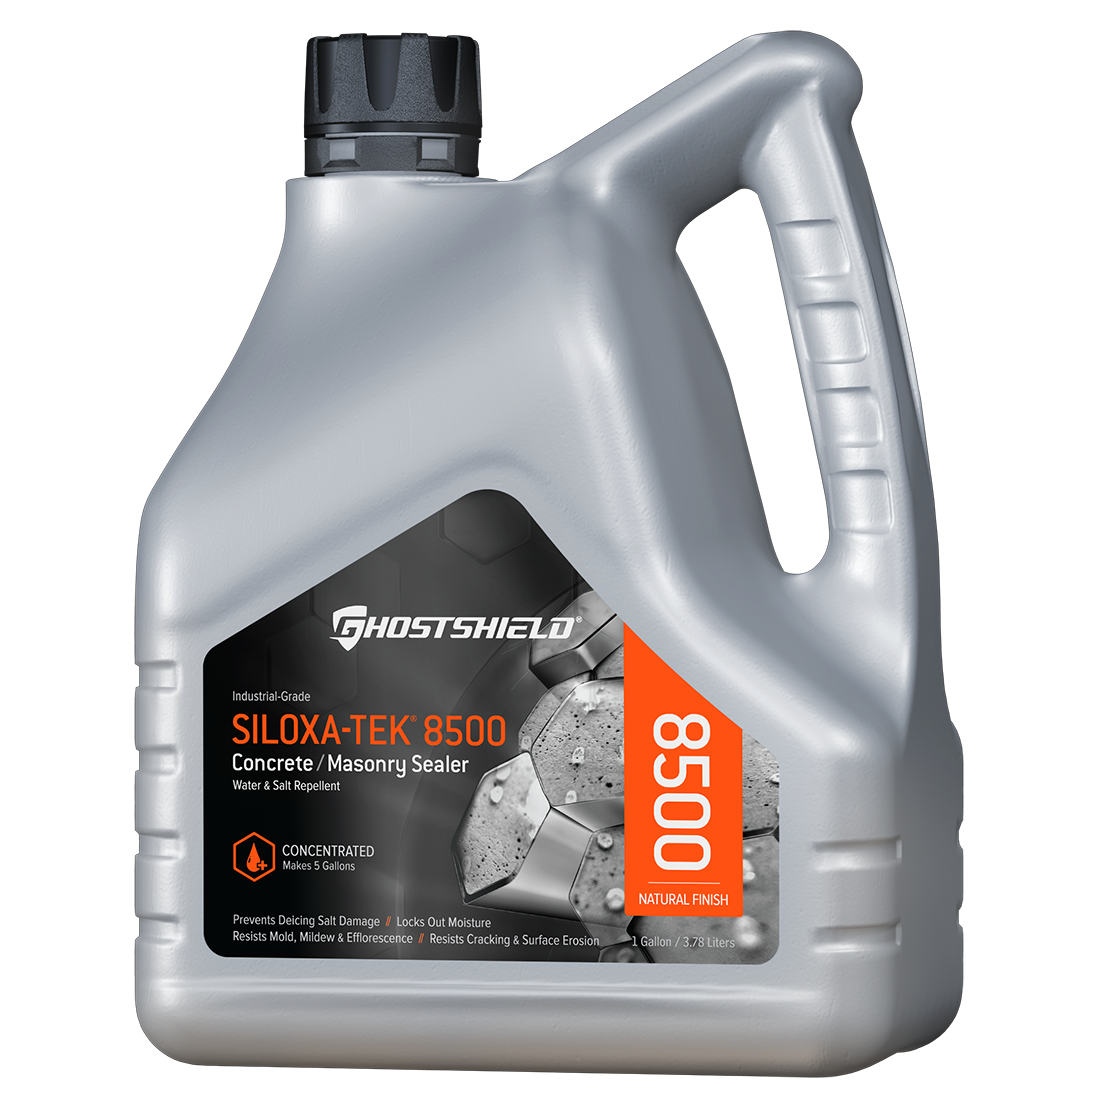 GHOSTSHIELD®
Industrial-Grade
SILOXA-TEK® 8500
Concrete / Masonry Sealer
Water & Salt Repellent
CONCENTRATED
Makes 5 Gallons
Prevents Deicing Salt Damage // Locks Out Moisture
Resists Mold, Mildew & Efflorescence // Resists Cracking & Surface Erosion
8500
NATURAL FINISH
1 Gallon / 3.78 Liters